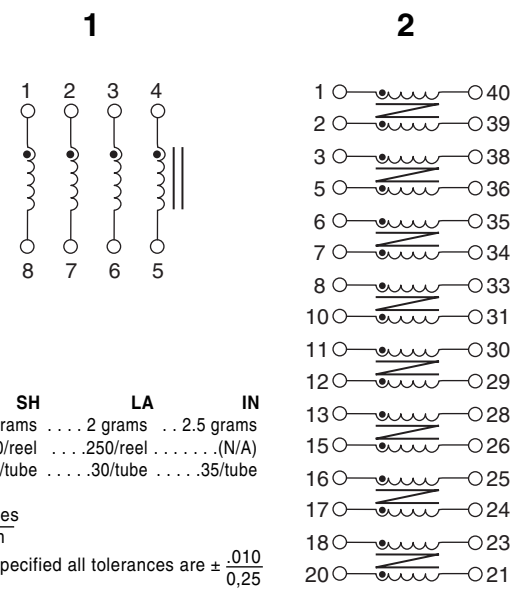 1
1 2 3 4
8 7 6 5
SH LA IN
.... 2 grams .. 2.5 grams
/reel ....250/reel .......(N/A)
/tube .....30/tube .....35/tube
specified all tolerances are ± .010
0,25
2
1 40
2 39
3 38
5 36
6 35
7 34
8 33
10 31
11 30
12 29
13 28
15 26
16 25
17 24
18 23
20 21